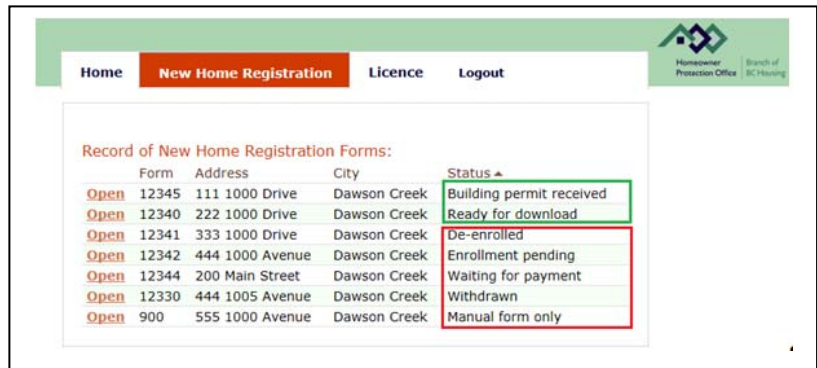 Homeowner Protection Office
Branch of BC Housing
Home New Home Registration Licence Logout
Record of New Home Registration Forms:
Form Address City Status ▲
Open 12345 111 1000 Drive Dawson Creek Building permit received
Open 12340 222 1000 Drive Dawson Creek Ready for download
Open 12341 333 1000 Drive Dawson Creek De-enrolled
Open 12342 444 1000 Avenue Dawson Creek Enrollment pending
Open 12344 200 Main Street Dawson Creek Waiting for payment
Open 12330 444 1005 Avenue Dawson Creek Withdrawn
Open 900 555 1000 Avenue Dawson Creek Manual form only